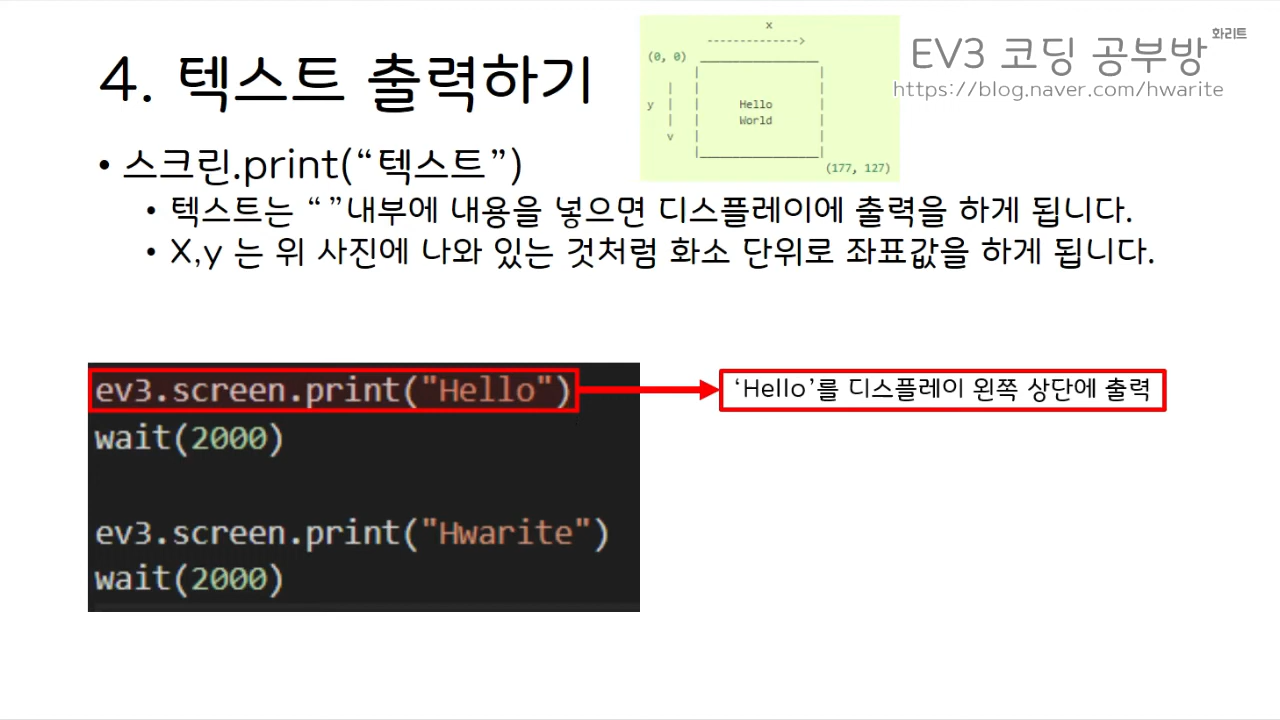 4. 텍스트 출력하기
x
-------------->
(0, 0)
y
v
Hello
World
(177, 127)
화리트
EV3 코딩 공부방
https://blog.naver.com/hwarite
• 스크린.print(“텍스트”)
• 텍스트는 “ ”내부에 내용을 넣으면 디스플레이에 출력을 하게 됩니다.
• X,y 는 위 사진에 나와 있는 것처럼 화소 단위로 좌표값을 하게 됩니다.
ev3.screen.print("Hello")
‘Hello’를 디스플레이 왼쪽 상단에 출력
wait(2000)
ev3.screen.print("Hwarite")
wait(2000)